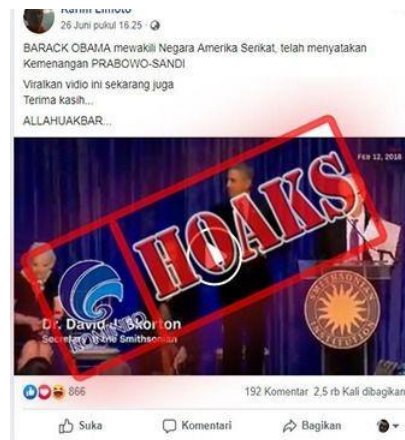 26 Juni pukul 16.25
BARACK OBAMA mewakili Negara Amerika Serikat, telah menyatakan
Kemenangan PRABOWO-SANDI
Viralkan vidio ini sekarang juga
Terima kasih...
ALLAHUAKBAR...
FEB 12, 2018
HOAKS
KOMINFO
Dr. David J. Skorton
Secretary of the Smithsonian
SMITHSONIAN
INSTITUTION
866
192 Komentar 2,5 rb Kali dibagikan
Suka Komentari Bagikan